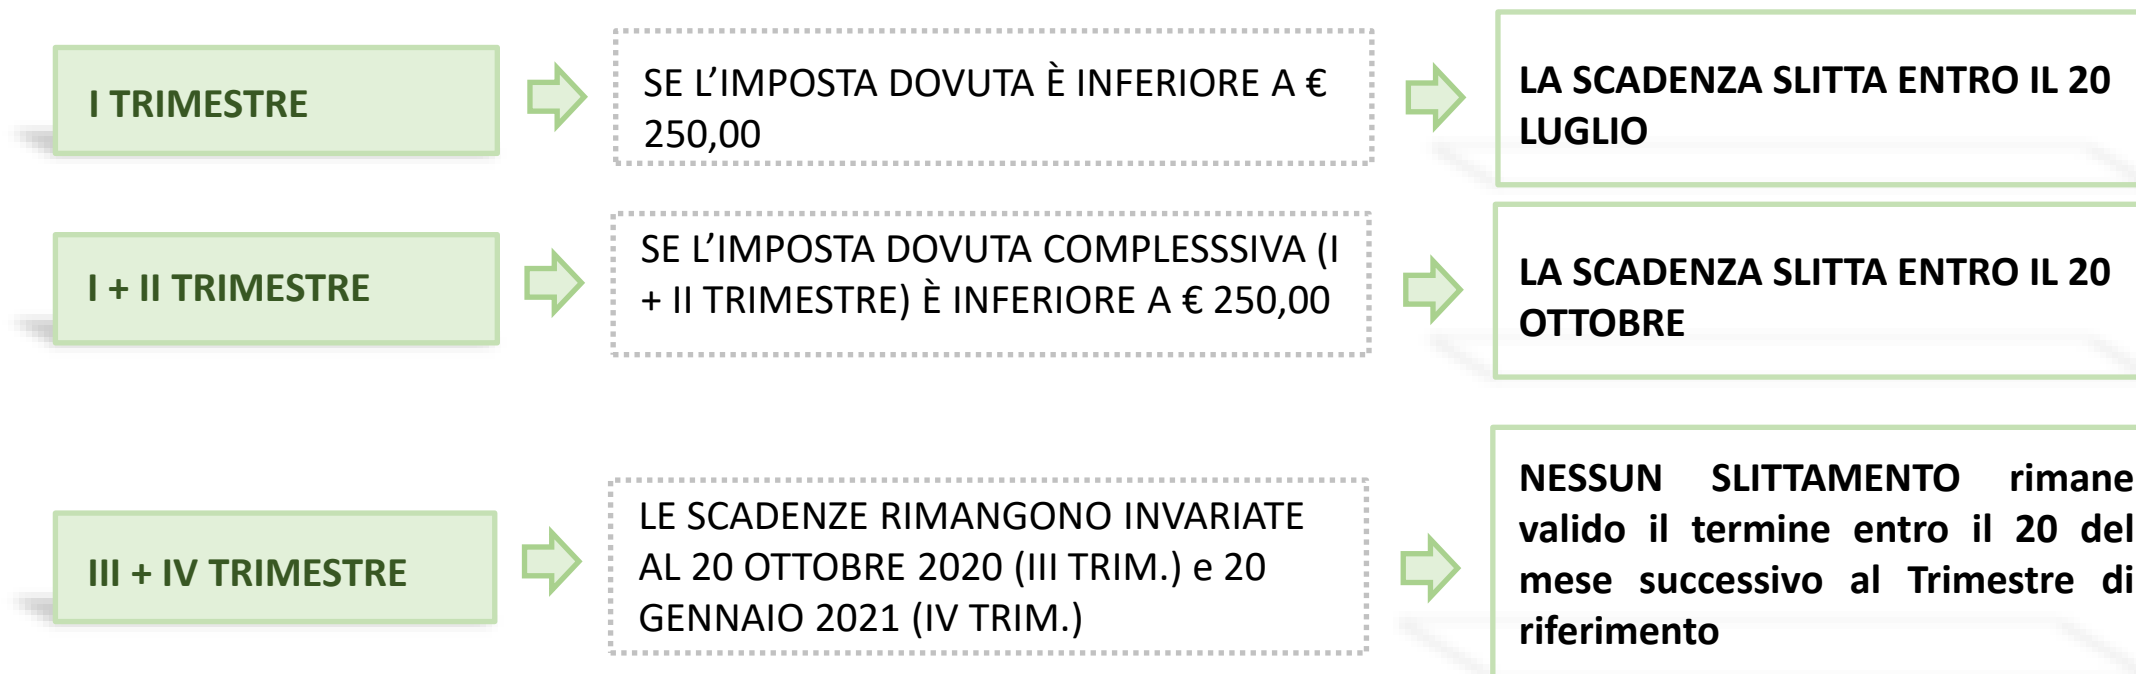 I TRIMESTRE
SE L’IMPOSTA DOVUTA È INFERIORE A €
250,00
LA SCADENZA SLITTA ENTRO IL 20
LUGLIO
I + II TRIMESTRE
SE L’IMPOSTA DOVUTA COMPLESSSIVA (I
+ II TRIMESTRE) È INFERIORE A € 250,00
LA SCADENZA SLITTA ENTRO IL 20
OTTOBRE
III + IV TRIMESTRE
LE SCADENZE RIMANGONO INVARIATE
AL 20 OTTOBRE 2020 (III TRIM.) e 20
GENNAIO 2021 (IV TRIM.)
NESSUN SLITTAMENTO rimane
valido il termine entro il 20 del
mese successivo al Trimestre di
riferimento